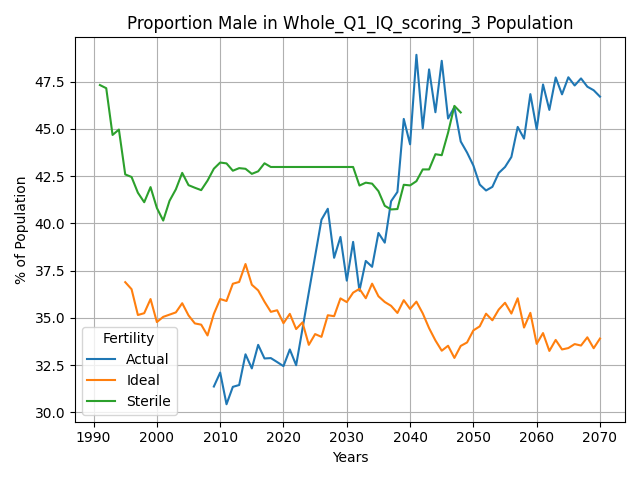 Proportion Male in Whole_Q1_IQ_scoring_3 Population
% of Population
47.5
45.0
42.5
40.0
37.5
35.0
32.5
30.0
Fertility
Actual
Ideal
Sterile
1990 2000 2010 2020 2030 2040 2050 2060 2070
Years